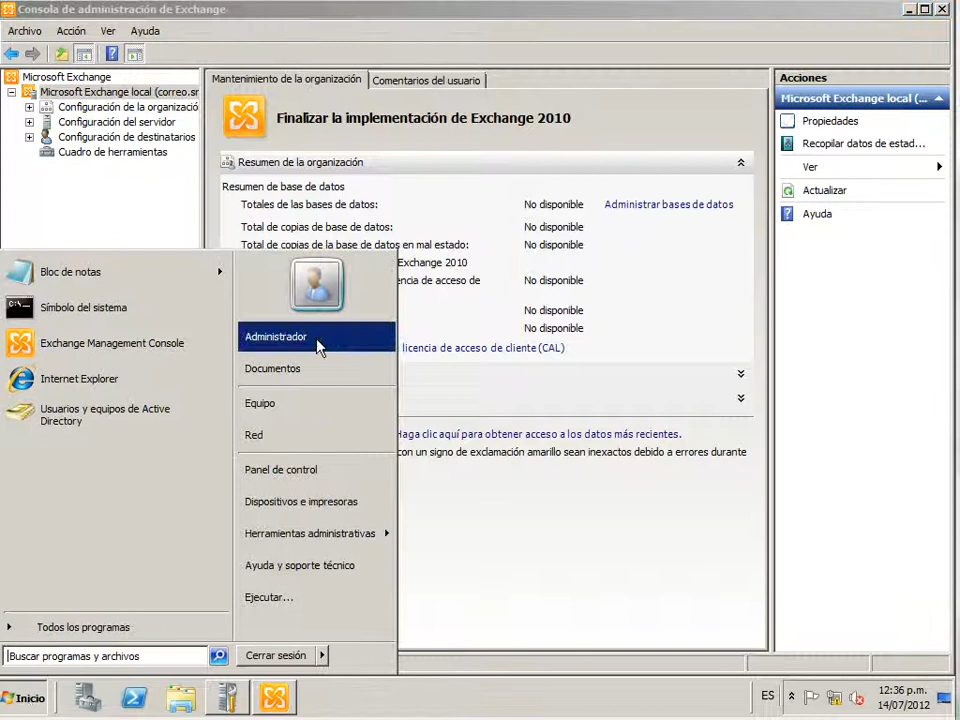 Consola de administración de Exchange
Archivo Acción Ver Ayuda
Microsoft Exchange
Microsoft Exchange local (correo.sr
Configuración de la organizació
Configuración del servidor
Configuración de destinatarios
Cuadro de herramientas
Mantenimiento de la organización Comentarios del usuario
Finalizar la implementación de Exchange 2010
Resumen de la organización
Resumen de base de datos
Totales de las bases de datos: No disponible Administrar bases de datos
Total de copias de base de datos: No disponible
Total de copias de la base de datos en mal estado: No disponible
Exchange 2010
encia de acceso de No disponible
No disponible
No disponible
licencia de acceso de cliente (CAL)
Haga clic aquí para obtener acceso a los datos más recientes.
con un signo de exclamación amarillo sean inexactos debido a errores durante
Acciones
Microsoft Exchange local (...
Propiedades
Recopilar datos de estad...
Ver
Actualizar
Ayuda
Bloc de notas
Símbolo del sistema
Exchange Management Console
Internet Explorer
Usuarios y equipos de Active
Directory
Todos los programas
Buscar programas y archivos
Administrador
Documentos
Equipo
Red
Panel de control
Dispositivos e impresoras
Herramientas administrativas
Ayuda y soporte técnico
Ejecutar...
Cerrar sesión
Inicio
ES
12:36 p.m.
14/07/2012